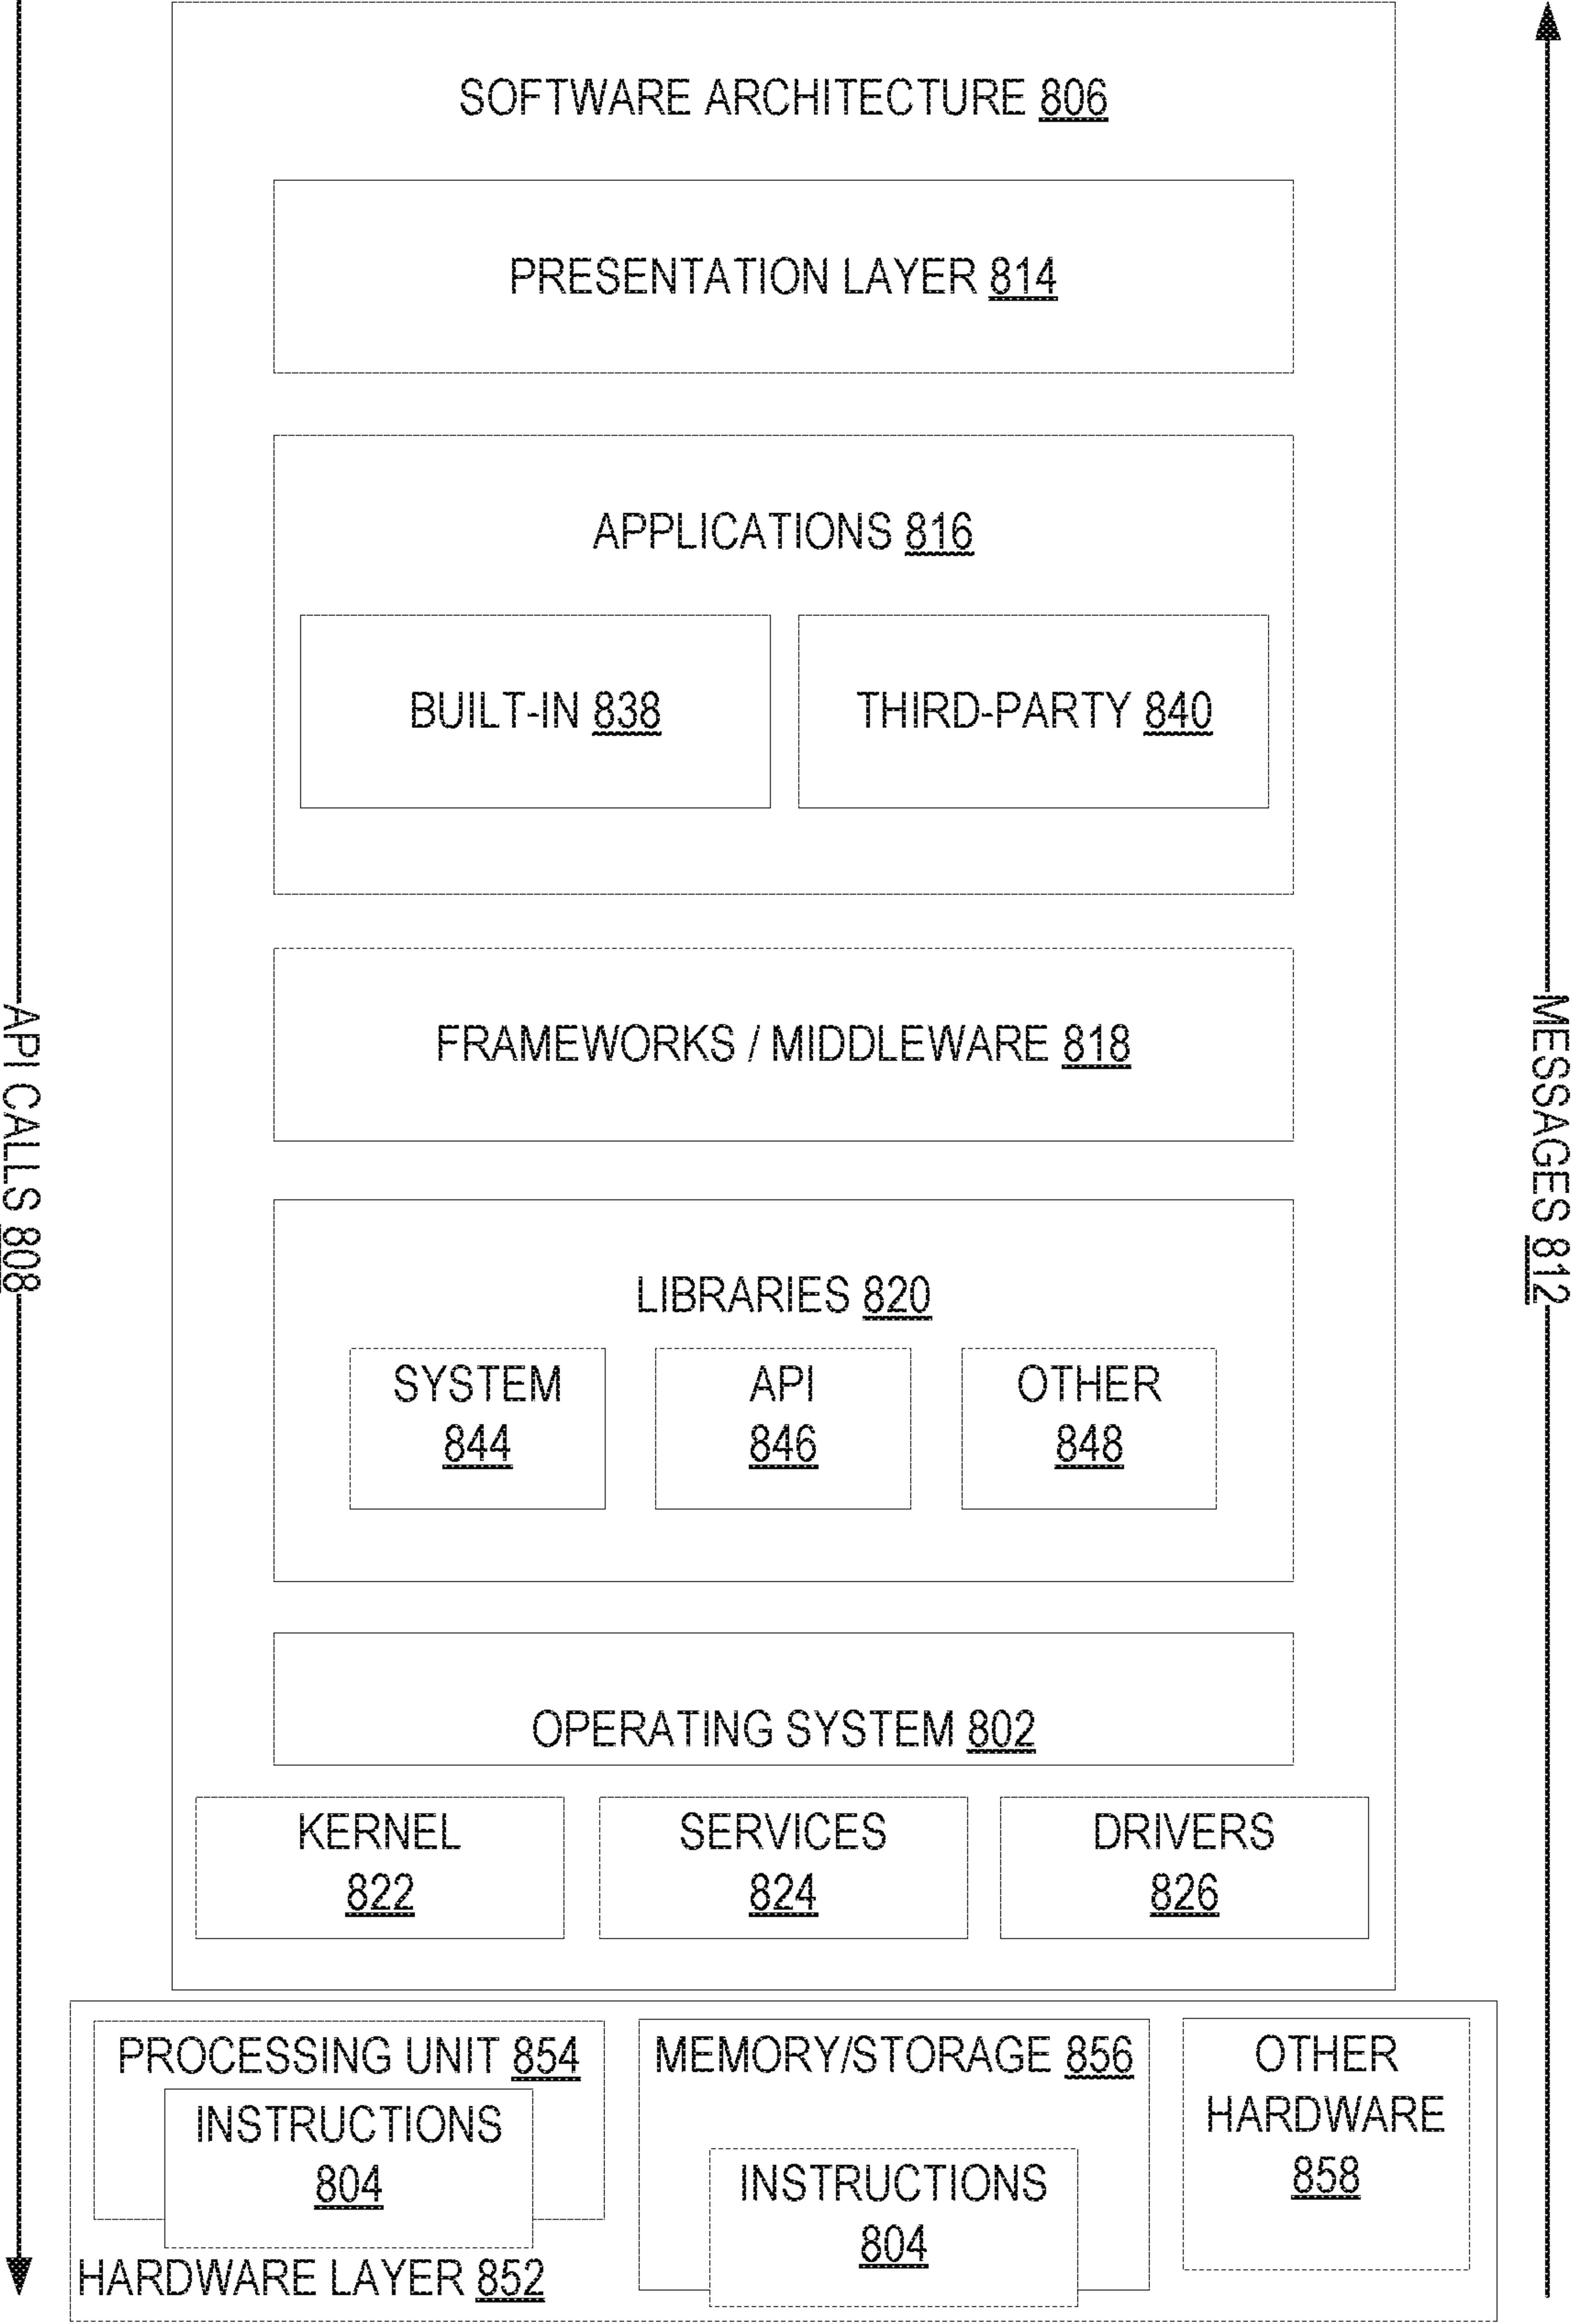 SOFTWARE ARCHITECTURE 806
PRESENTATION LAYER 814
APPLICATIONS 816
BUILT-IN 838
THIRD-PARTY 840
FRAMEWORKS / MIDDLEWARE 818
API CALLS 808
MESSAGES 812
LIBRARIES 820
SYSTEM
844
API
846
OTHER
848
OPERATING SYSTEM 802
KERNEL
822
SERVICES
824
DRIVERS
826
PROCESSING UNIT 854
INSTRUCTIONS
804
MEMORY/STORAGE 856
INSTRUCTIONS
804
OTHER
HARDWARE
858
HARDWARE LAYER 852